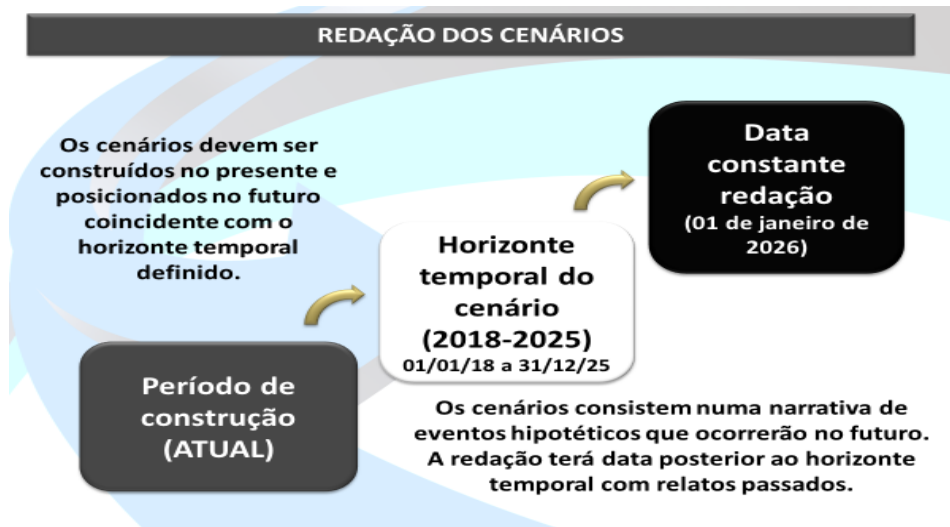 REDAÇÃO DOS CENÁRIOS
Os cenários devem ser
construídos no presente e
posicionados no futuro
coincidente com o
horizonte temporal
definido.
Período de
construção
(ATUAL)
Horizonte
temporal do
cenário
(2018-2025)
01/01/18 a 31/12/25
Data
constante
redação
(01 de janeiro de
2026)
Os cenários consistem numa narrativa de
eventos hipotéticos que ocorrerão no futuro.
A redação terá data posterior ao horizonte
temporal com relatos passados.